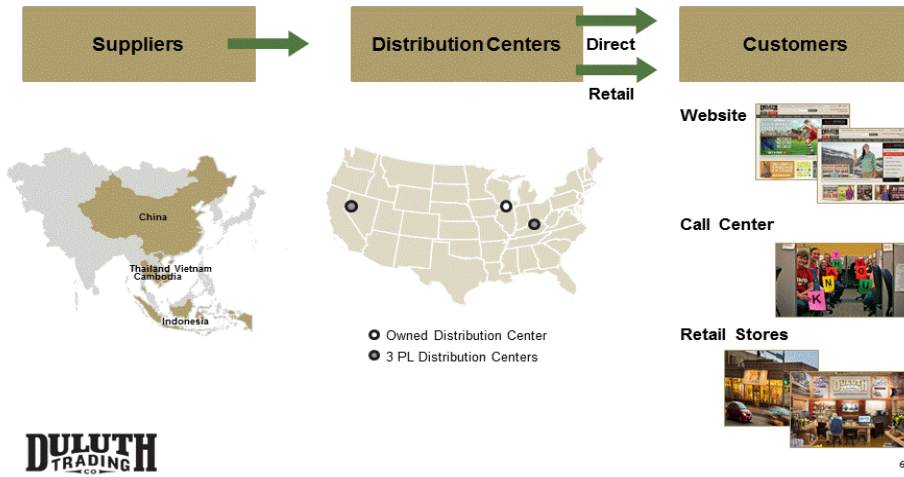 Suppliers
Distribution Centers
Direct
Retail
Customers
Website
China
Thailand Vietnam
Cambodia
Indonesia
Owned Distribution Center
3 PL Distribution Centers
Call Center
T
H
A
N
K
Y
O
U
Retail Stores
DULUTH
DULUTH
TRADING
CO
6